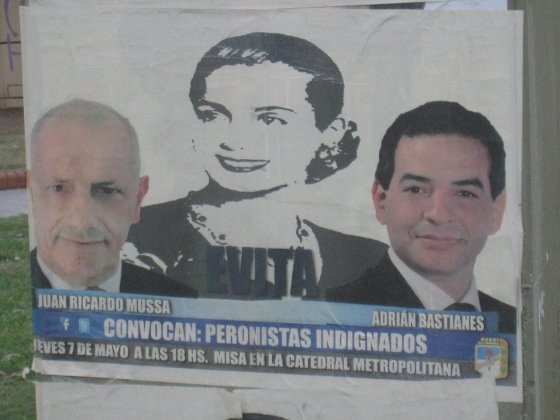 EVITA
JUAN RICARDO MUSSA
ADRIÁN BASTIANES
CONVOCAN: PERONISTAS INDIGNADOS
JEVES 7 DE MAYO A LAS 18 HS. MISA EN LA CATEDRAL METROPOLITANA